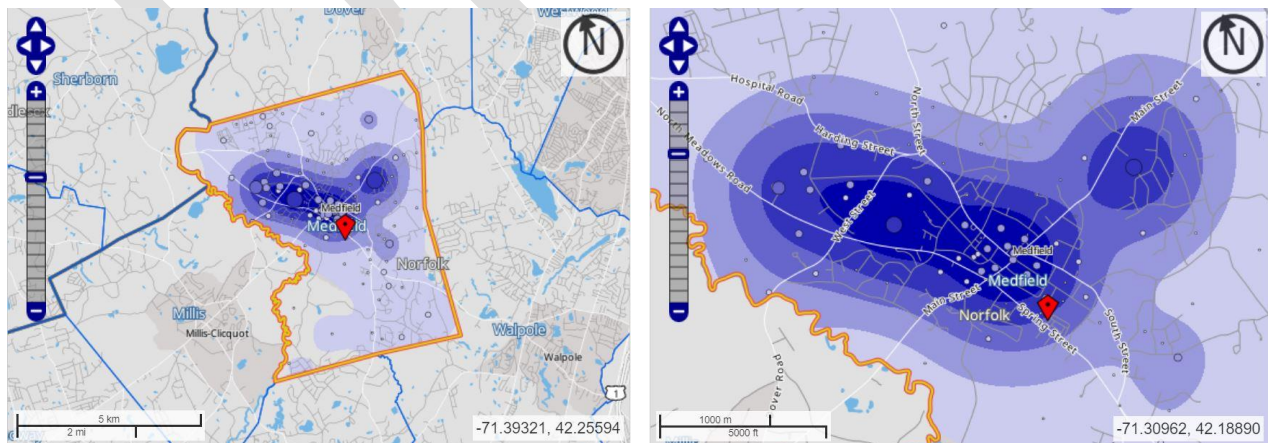 Dover
Sherborn
N
Medfield
Medfield
Norfolk
Millis
Millis-Clicquot
Walpole
Walpole
1
5 km
2 mi
-71.39321, 42.25594
N
Hospital Road
North Street
Main Street
North Meadows Road
Harding Street
West Street
Medfield
Medfield
Main Street
Norfolk
Spring Street
South Street
1000 m
5000 ft
-71.30962, 42.18890